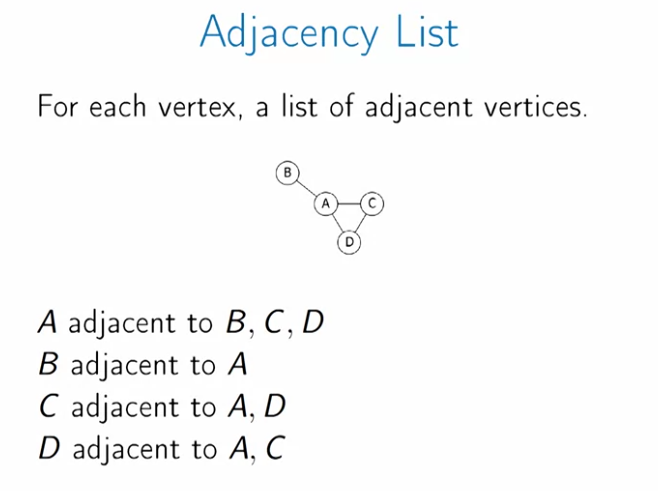 Adjacency List
For each vertex, a list of adjacent vertices.
B
A C
D
A adjacent to B, C, D
B adjacent to A
C adjacent to A, D
D adjacent to A, C